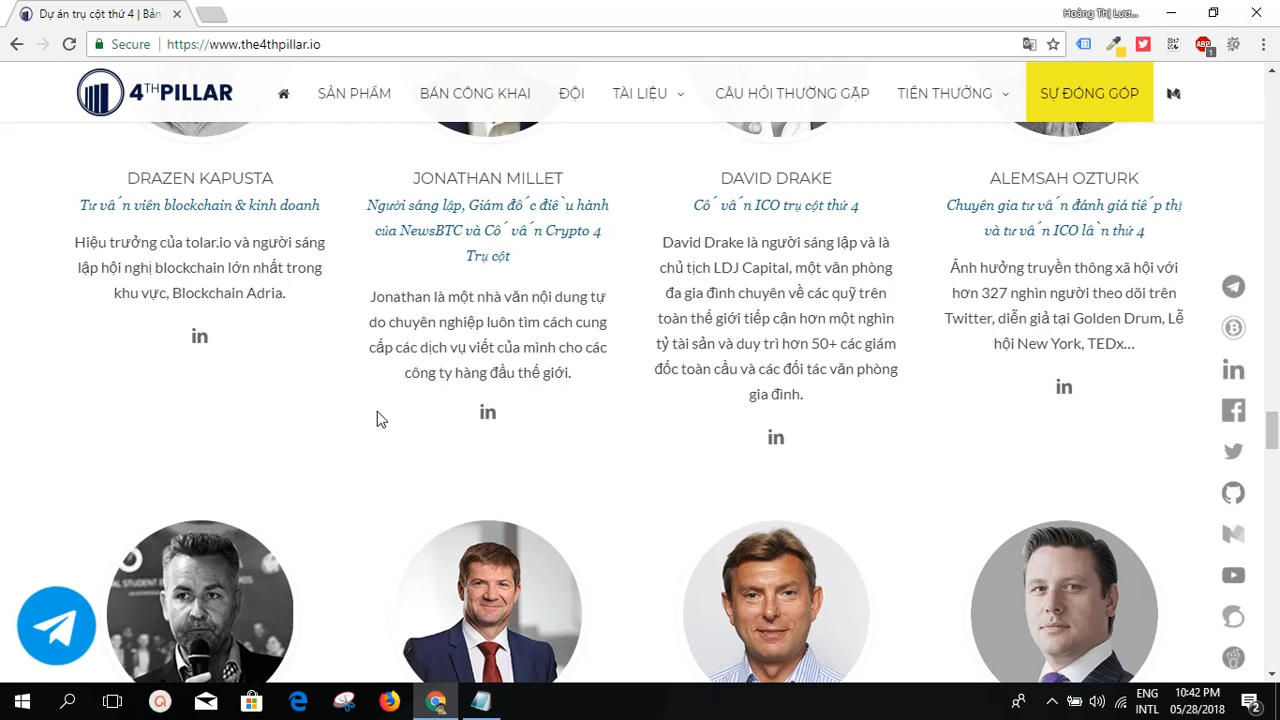 Dự án trụ cột thứ 4 | Bản
Hoàng Thị Lươ...
Secure
https://www.the4thpillar.io
ABP
1
4THPILLAR
SẢN PHẨM
BÁN CÔNG KHAI
ĐỘI
TÀI LIỆU
CÂU HỎI THƯỜNG GẶP
TIỀN THƯỞNG
SỰ ĐÓNG GÓP
DRAZEN KAPUSTA
Tư vấn viên blockchain & kinh doanh
Hiệu trưởng của tolar.io và người sáng
lập hội nghị blockchain lớn nhất trong
khu vực, Blockchain Adria.
in
JONATHAN MILLET
Người sáng lập, Giám đốc điều hành
của NewsBTC và Cố vấn Crypto 4
Trụ cột
Jonathan là một nhà văn nội dung tự
do chuyên nghiệp luôn tìm cách cung
cấp các dịch vụ viết của mình cho các
công ty hàng đầu thế giới.
in
DAVID DRAKE
Cố vấn ICO trụ cột thứ 4
David Drake là người sáng lập và là
chủ tịch LDJ Capital, một văn phòng
đa gia đình chuyên về các quỹ trên
toàn thế giới tiếp cận hơn một nghìn
tỷ tài sản và duy trì hơn 50+ các giám
đốc toàn cầu và các đối tác văn phòng
gia đình.
in
ALEMSAH OZTURK
Chuyên gia tư vấn đánh giá tiếp thị
và tư vấn ICO lần thứ 4
Ảnh hưởng truyền thông xã hội với
hơn 327 nghìn người theo dõi trên
Twitter, diễn giả tại Golden Drum, Lễ
hội New York, TEDx...
in
in
ENG
INTL
10:42 PM
05/28/2018
2